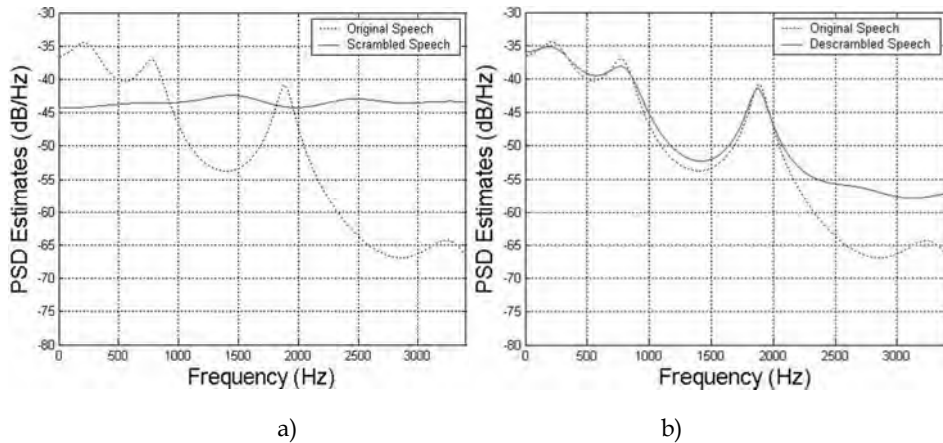 -30
-35
-40
-45
-50
-55
-60
-65
-70
-75
-80
PSD Estimates (dB/Hz)
Original Speech
Scrambled Speech
0 500 1000 1500 2000 2500 3000
Frequency (Hz)
a)
-30
-35
-40
-45
-50
-55
-60
-65
-70
-75
-80
PSD Estimates (dB/Hz)
Original Speech
Descrambled Speech
0 500 1000 1500 2000 2500 3000
Frequency (Hz)
b)